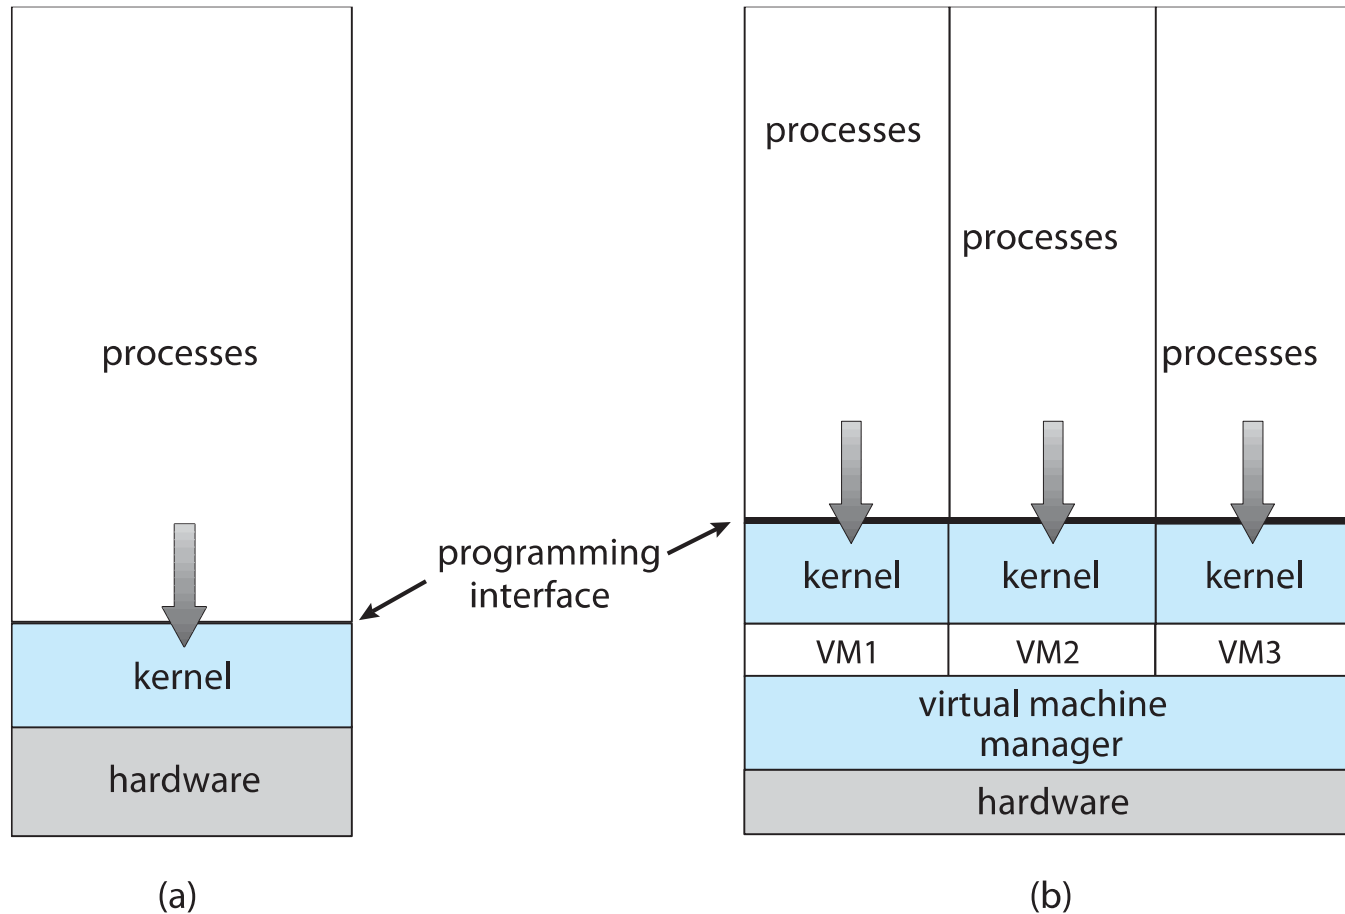 processes
kernel
hardware
(a)
programming
interface
processes
processes
processes
kernel
kernel
kernel
VM1
VM2
VM3
virtual machine
manager
hardware
(b)